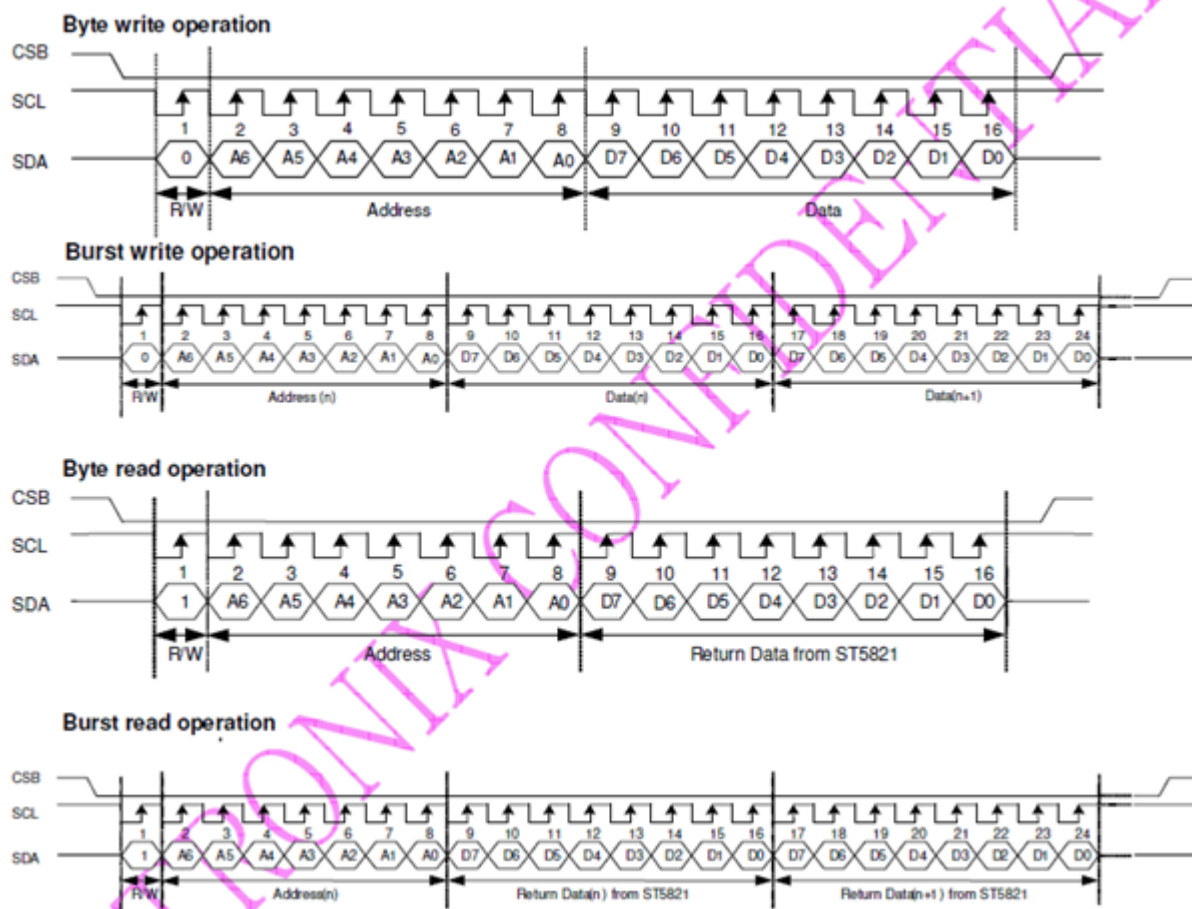 Byte write operation
CSB
SCL
1 2 3 4 5 6 7 8 9 10 11 12 13 14 15 16
SDA 0 A6 A5 A4 A3 A2 A1 A0 D7 D6 D5 D4 D3 D2 D1 D0
R/W Address Data
Burst write operation
CSB
SCL
1 2 3 4 5 6 7 8 9 10 11 12 13 14 15 16 17 18 19 20 21 22 23 24
SDA 0 A6 A5 A4 A3 A2 A1 A0 D7 D6 D5 D4 D3 D2 D1 D0 D7 D6 D5 D4 D3 D2 D1 D0
R/W Address (n) Data(n) Data(n+1)
Byte read operation
CSB
SCL
1 2 3 4 5 6 7 8 9 10 11 12 13 14 15 16
SDA 1 A6 A5 A4 A3 A2 A1 A0 D7 D6 D5 D4 D3 D2 D1 D0
R/W Address Return Data from ST5821
Burst read operation
CSB
SCL
1 2 3 4 5 6 7 8 9 10 11 12 13 14 15 16 17 18 19 20 21 22 23 24
SDA 1 A6 A5 A4 A3 A2 A1 A0 D7 D6 D5 D4 D3 D2 D1 D0 D7 D6 D5 D4 D3 D2 D1 D0
R/W Address(n) Return Data(n) from ST5821 Return Data(n+1) from ST5821
TRONIX CONFIDENTIA